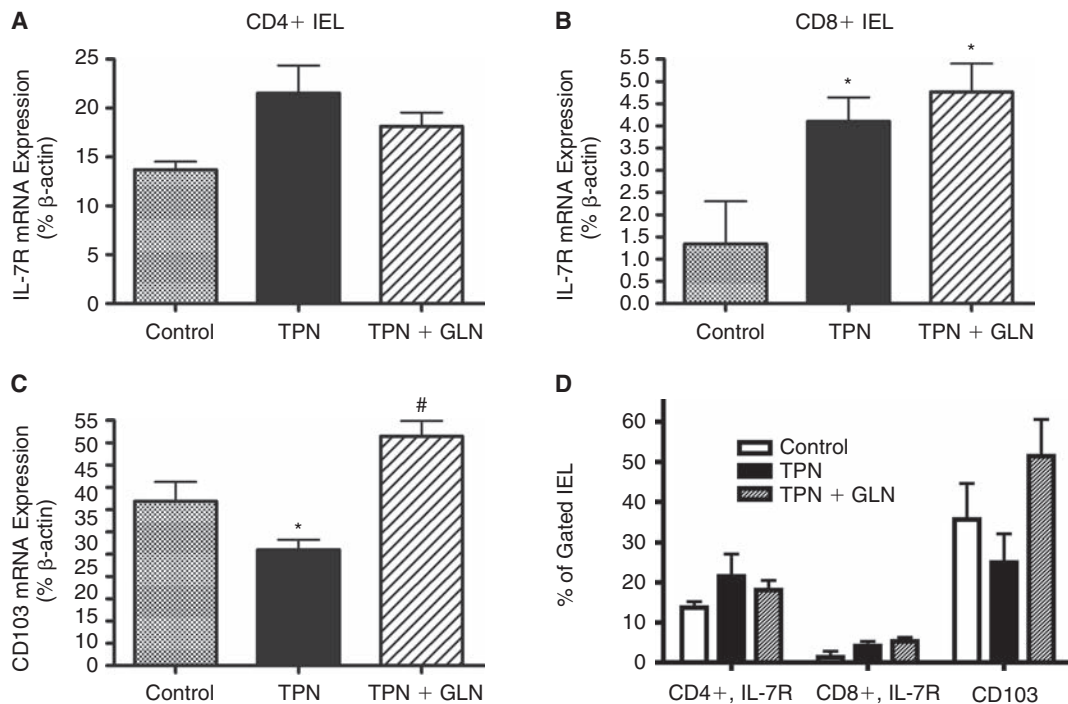 A
CD4+ IEL
IL-7R mRNA Expression
(% β-actin)
25
20
15
10
5
0
Control
TPN
TPN + GLN
B
CD8+ IEL
IL-7R mRNA Expression
(% β-actin)
5.5
5.0
4.5
4.0
3.5
3.0
2.5
2.0
1.5
1.0
0.5
0.0
*
*
Control
TPN
TPN + GLN
C
CD103 mRNA Expression
(% β-actin)
55
50
45
40
35
30
25
20
15
10
5
0
*
#
Control
TPN
TPN + GLN
D
% of Gated IEL
60
50
40
30
20
10
0
Control
TPN
TPN + GLN
CD4+, IL-7R
CD8+, IL-7R
CD103